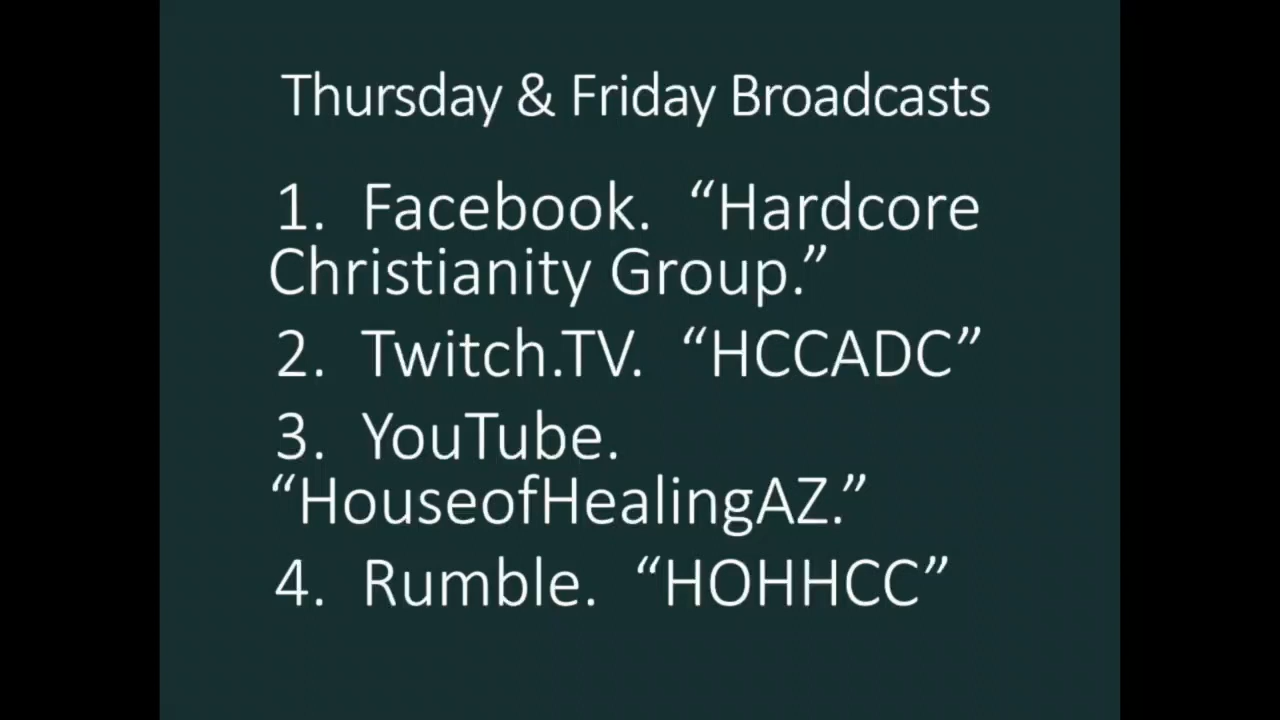 Thursday & Friday Broadcasts
1. Facebook. “Hardcore
Christianity Group.”
2. Twitch.TV. “HCCADC”
3. YouTube.
“HouseofHealingAZ.”
4. Rumble. “HOHHCC”